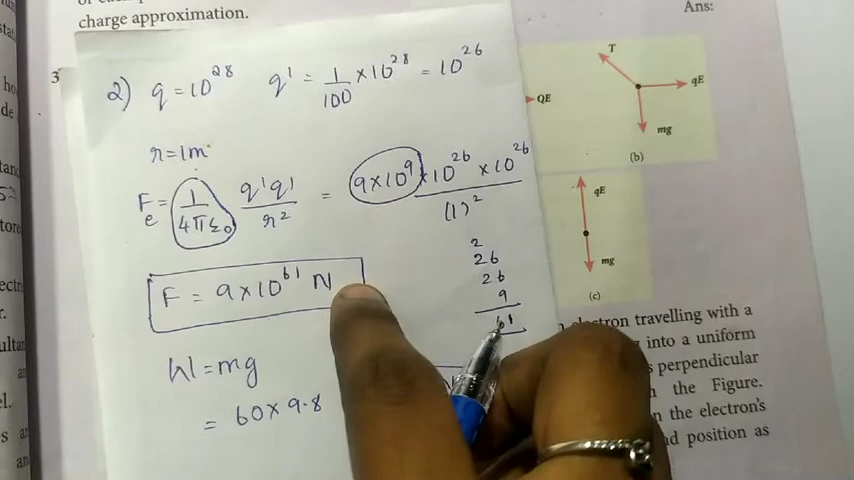 charge approximation.
Ans:
3
2) q = 10^28 q' = 1/100 × 10^28 = 10^26
r = 1m
Fe = 1/4πε₀ q'q'/r² = 9×10^9 × 10^26 × 10^26 / (1)²
2
26
26
9
61
F = 9×10^61 N
W = mg
= 60 × 9.8
QE
T
qE
mg
(b)
qE
mg
(c)
electron travelling with a
into a uniform
perpendicular
the Figure.
n the electron's
d position as